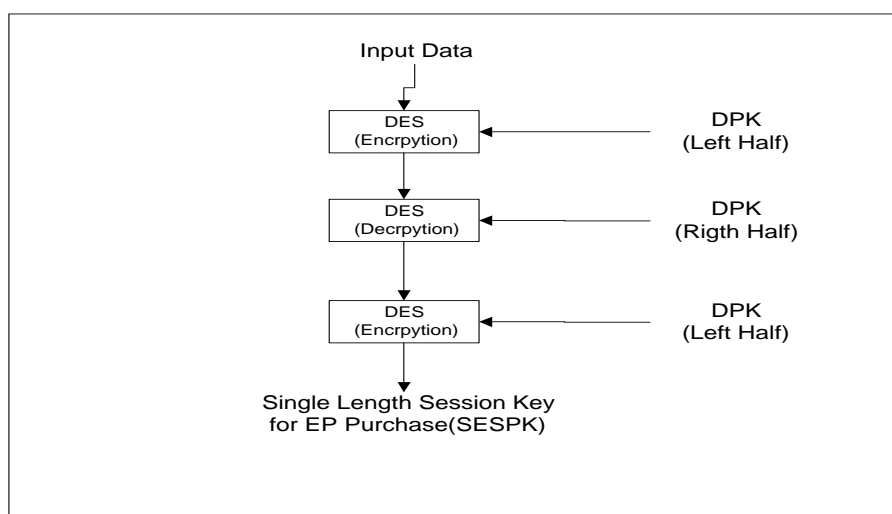 Input Data
DES
(Encrpytion)
DPK
(Left Half)
DES
(Decrpytion)
DPK
(Rigth Half)
DES
(Encrpytion)
DPK
(Left Half)
Single Length Session Key
for EP Purchase(SESPK)